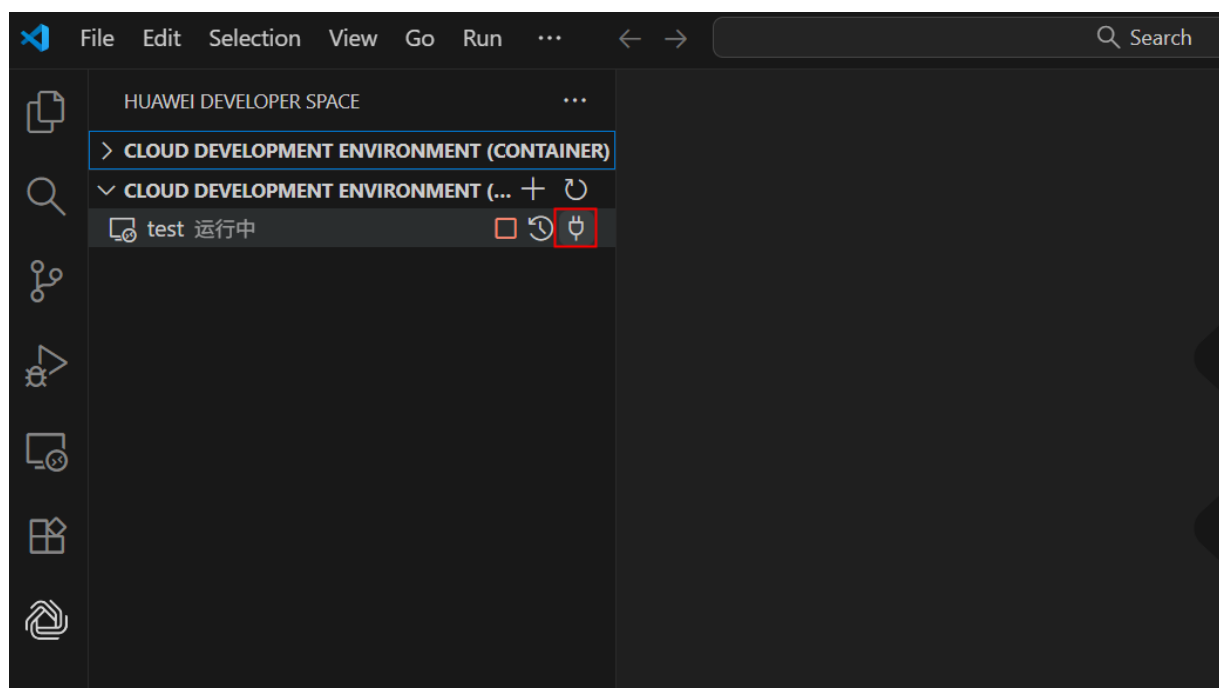 File Edit Selection View Go Run ··· Search
HUAWEI DEVELOPER SPACE ···
CLOUD DEVELOPMENT ENVIRONMENT (CONTAINER)
CLOUD DEVELOPMENT ENVIRONMENT (...
test 运行中